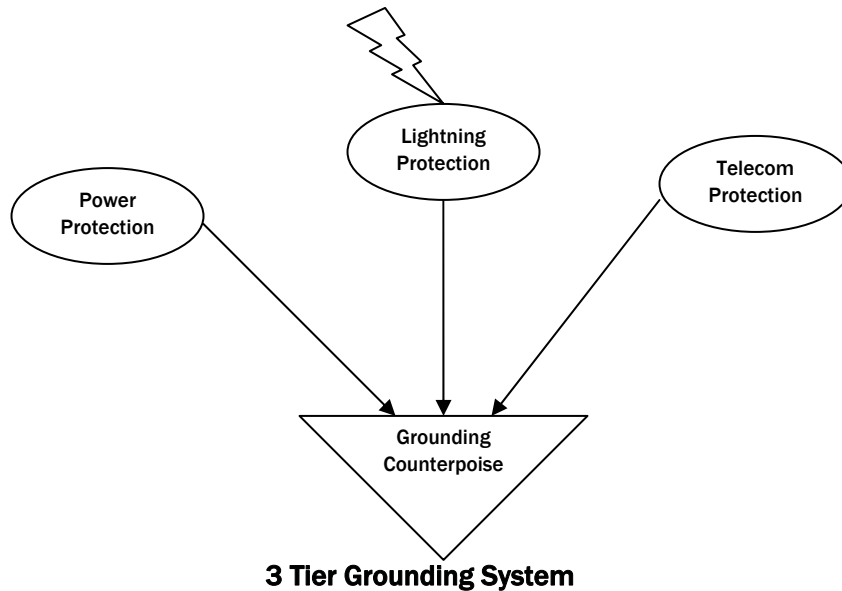 Lightning
Protection
Telecom
Protection
Power
Protection
Grounding
Counterpoise
3 Tier Grounding System